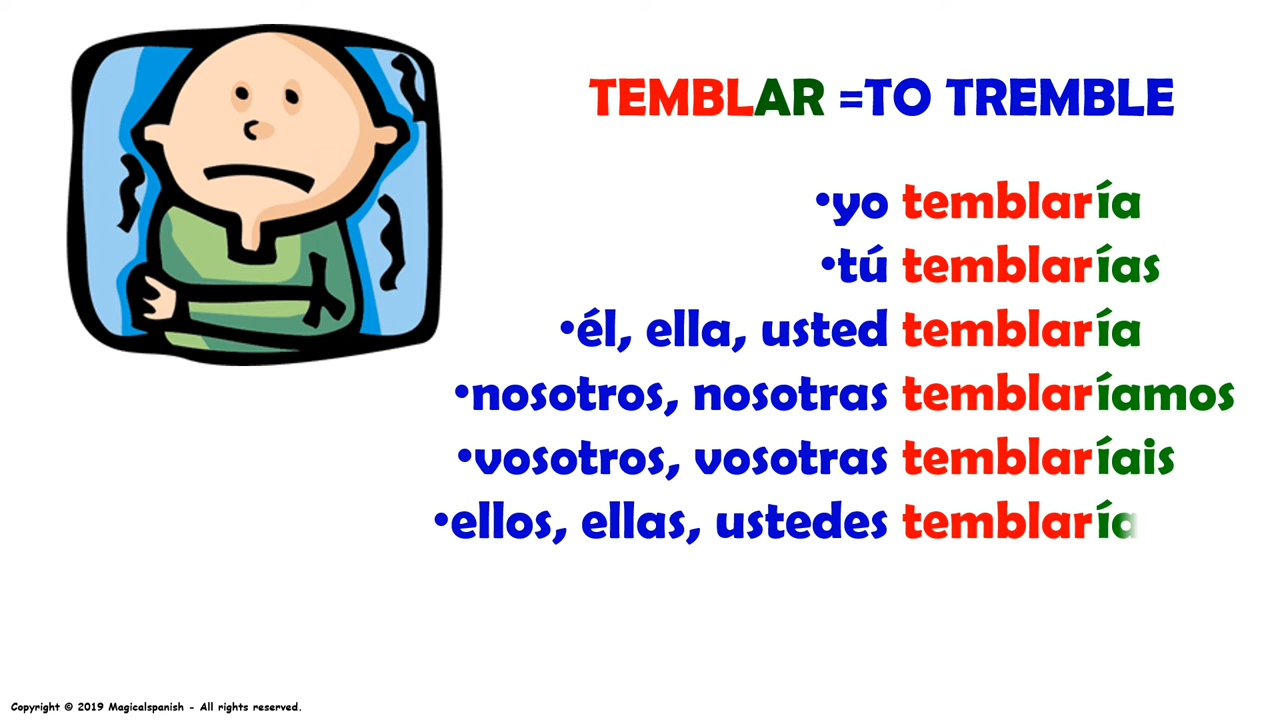 TEMBLAR =TO TREMBLE
•yo temblaría
•tú temblarías
•él, ella, usted temblaría
•nosotros, nosotras temblaríamos
•vosotros, vosotras temblaríais
•ellos, ellas, ustedes temblaría
Copyright © 2019 Magicalspanish - All rights reserved.